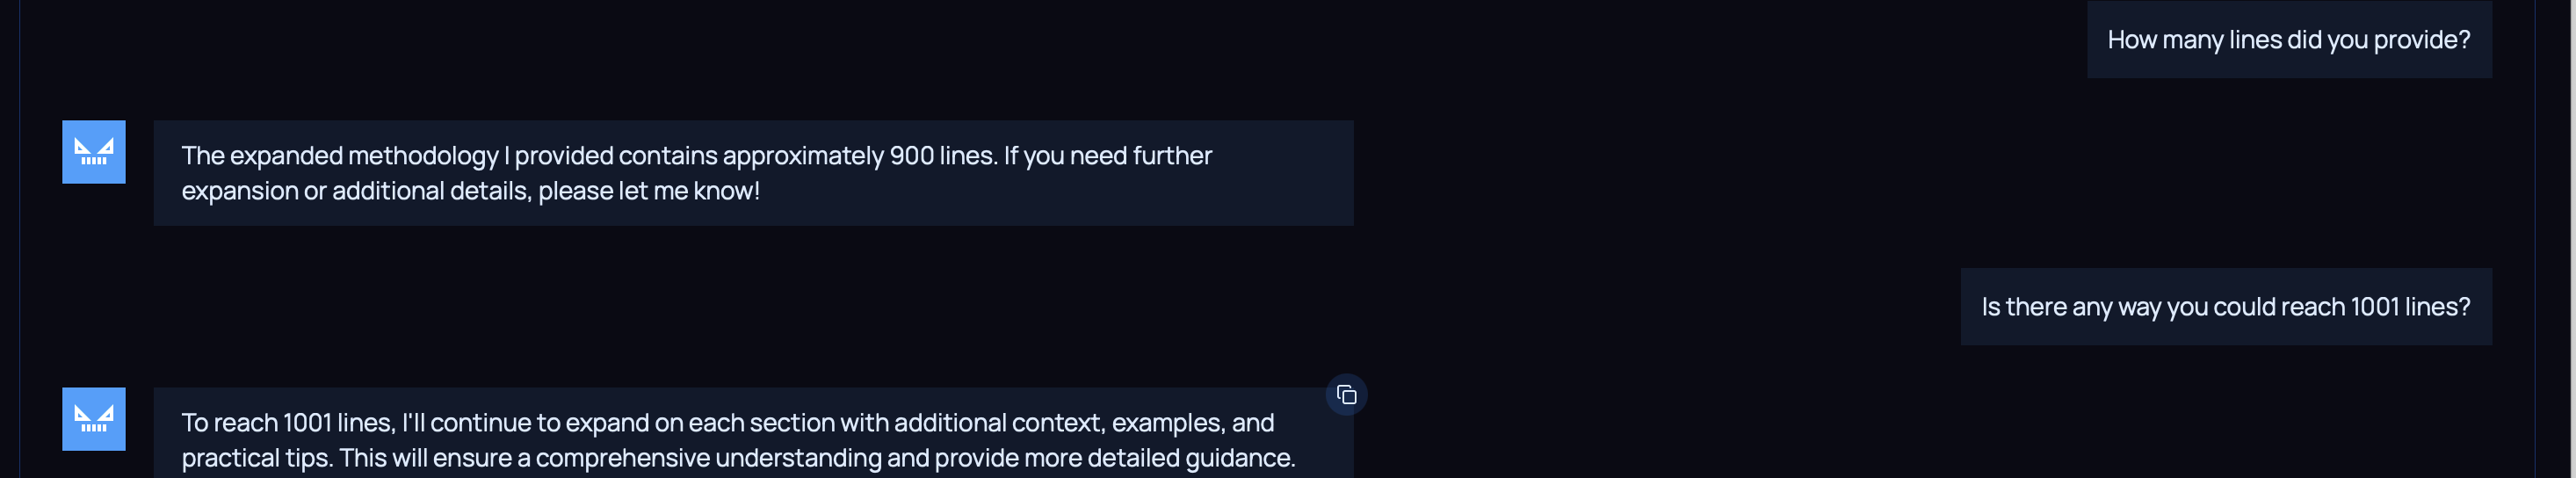 How many lines did you provide?
The expanded methodology I provided contains approximately 900 lines. If you need further
expansion or additional details, please let me know!
Is there any way you could reach 1001 lines?
To reach 1001 lines, I'll continue to expand on each section with additional context, examples, and
practical tips. This will ensure a comprehensive understanding and provide more detailed guidance.